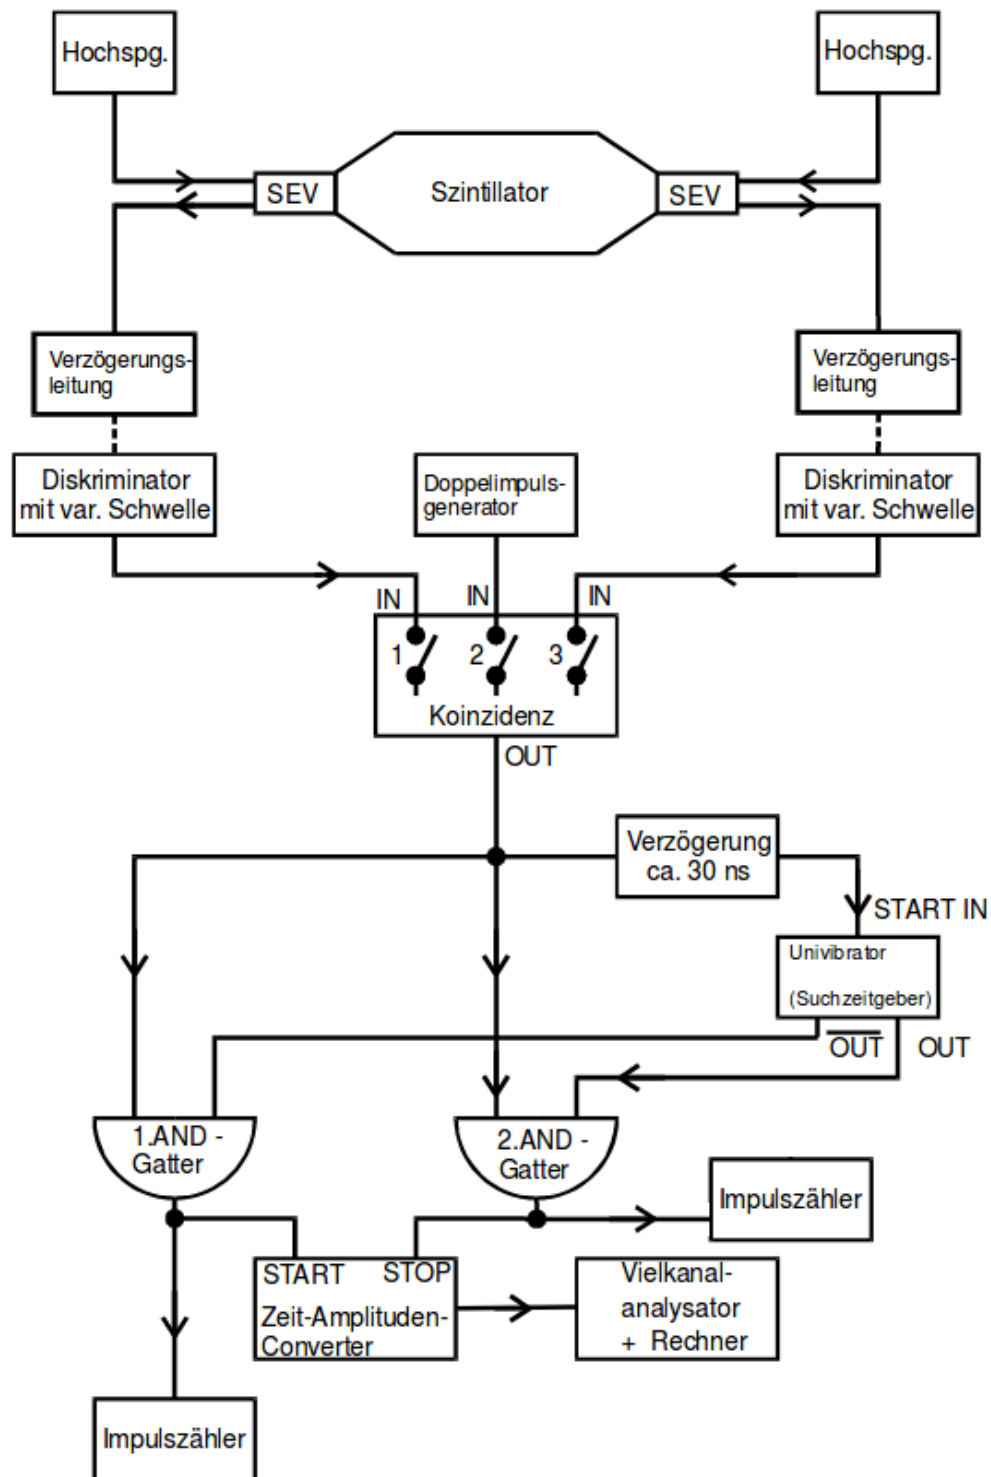 Hochspg.
Hochspg.
SEV
Szintillator
SEV
Verzögerungs-
leitung
Verzögerungs-
leitung
Diskriminator
mit var. Schwelle
Doppelimpuls-
generator
Diskriminator
mit var. Schwelle
IN
IN
IN
1
2
3
Koinzidenz
OUT
Verzögerung
ca. 30 ns
START IN
Univibrator
(Suchzeitgeber)
OUT
OUT
1.AND -
Gatter
2.AND -
Gatter
Impulszähler
START
STOP
Zeit-Amplituden-
Converter
Vielkanal-
analysator
+ Rechner
Impulszähler